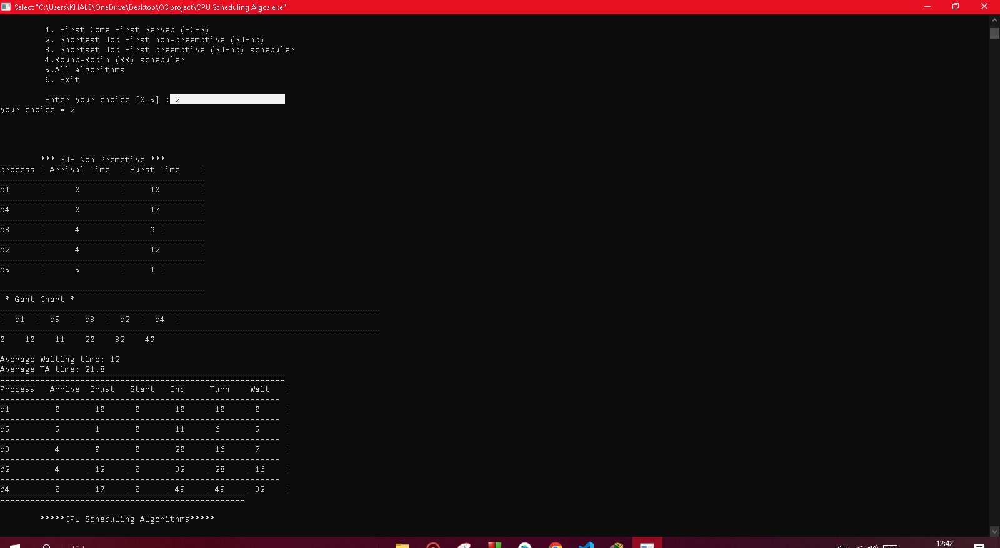 Select "C:\Users\KHALE\OneDrive\Desktop\OS project\CPU Scheduling Algos.exe"
1. First Come First Served (FCFS)
2. Shortest Job First non-preemptive (SJFnp)
3. Shortset Job First preemptive (SJFnp) scheduler
4.Round-Robin (RR) scheduler
5.All algorithms
6. Exit
Enter your choice [0-5] : 2
your choice = 2
*** SJF_Non_Premetive ***
process | Arrival Time | Burst Time |
-----------------------------------------
p1 | 0 | 10 |
-----------------------------------------
p4 | 0 | 17 |
-----------------------------------------
p3 | 4 | 9 |
-----------------------------------------
p2 | 4 | 12 |
-----------------------------------------
p5 | 5 | 1 |
-----------------------------------------
* Gant Chart *
----------------------------------------------------------------------------
| p1 | p5 | p3 | p2 | p4 |
----------------------------------------------------------------------------
0 10 11 20 32 49
Average Waiting time: 12
Average TA time: 21.8
=========================================================
Process |Arrive |Brust |Start |End |Turn |Wait |
--------------------------------------------------------
p1 | 0 | 10 | 0 | 10 | 10 | 0 |
--------------------------------------------------------
p5 | 5 | 1 | 0 | 11 | 6 | 5 |
--------------------------------------------------------
p3 | 4 | 9 | 0 | 20 | 16 | 7 |
--------------------------------------------------------
p2 | 4 | 12 | 0 | 32 | 28 | 16 |
--------------------------------------------------------
p4 | 0 | 17 | 0 | 49 | 49 | 32 |
=================================================
*****CPU Scheduling Algorithms*****
12:42